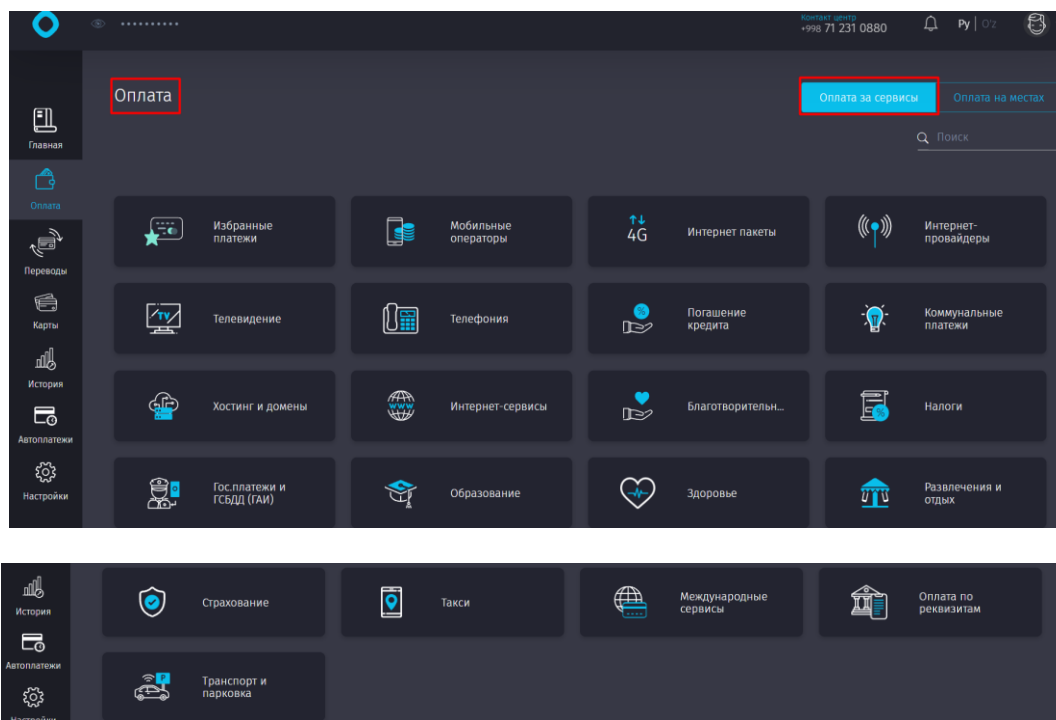 Контакт центр
+998 71 231 0880
Ру | O'z
Оплата
Оплата за сервисы
Оплата на местах
Поиск
Главная
Оплата
Переводы
Карты
История
Автоплатежи
Настройки
Избранные
платежи
Мобильные
операторы
4G
Интернет пакеты
Интернет-
провайдеры
TV
Телевидение
Телефония
%
Погашение
кредита
Коммунальные
платежи
Хостинг и домены
www
Интернет-сервисы
Благотворительн...
%
Налоги
Гос.платежи и
ГСБДД (ГАИ)
Образование
Здоровье
Развлечения и
отдых
История
Автоплатежи
Настройки
Страхование
Такси
Международные
сервисы
Оплата по
реквизитам
P
Транспорт и
парковка